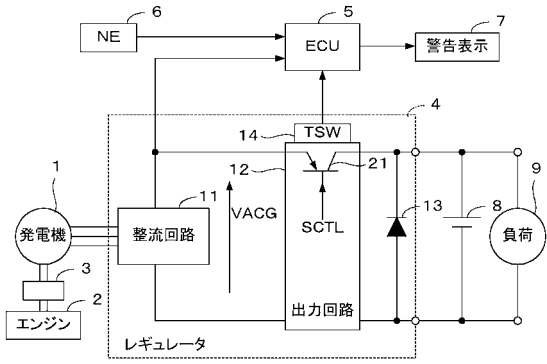 6
NE
5
ECU
7
警告表示
4
14
TSW
12
21
1
発電機
11
整流回路
VACG
SCTL
13
8
9
負荷
3
2
エンジン
出力回路
レギュレータ